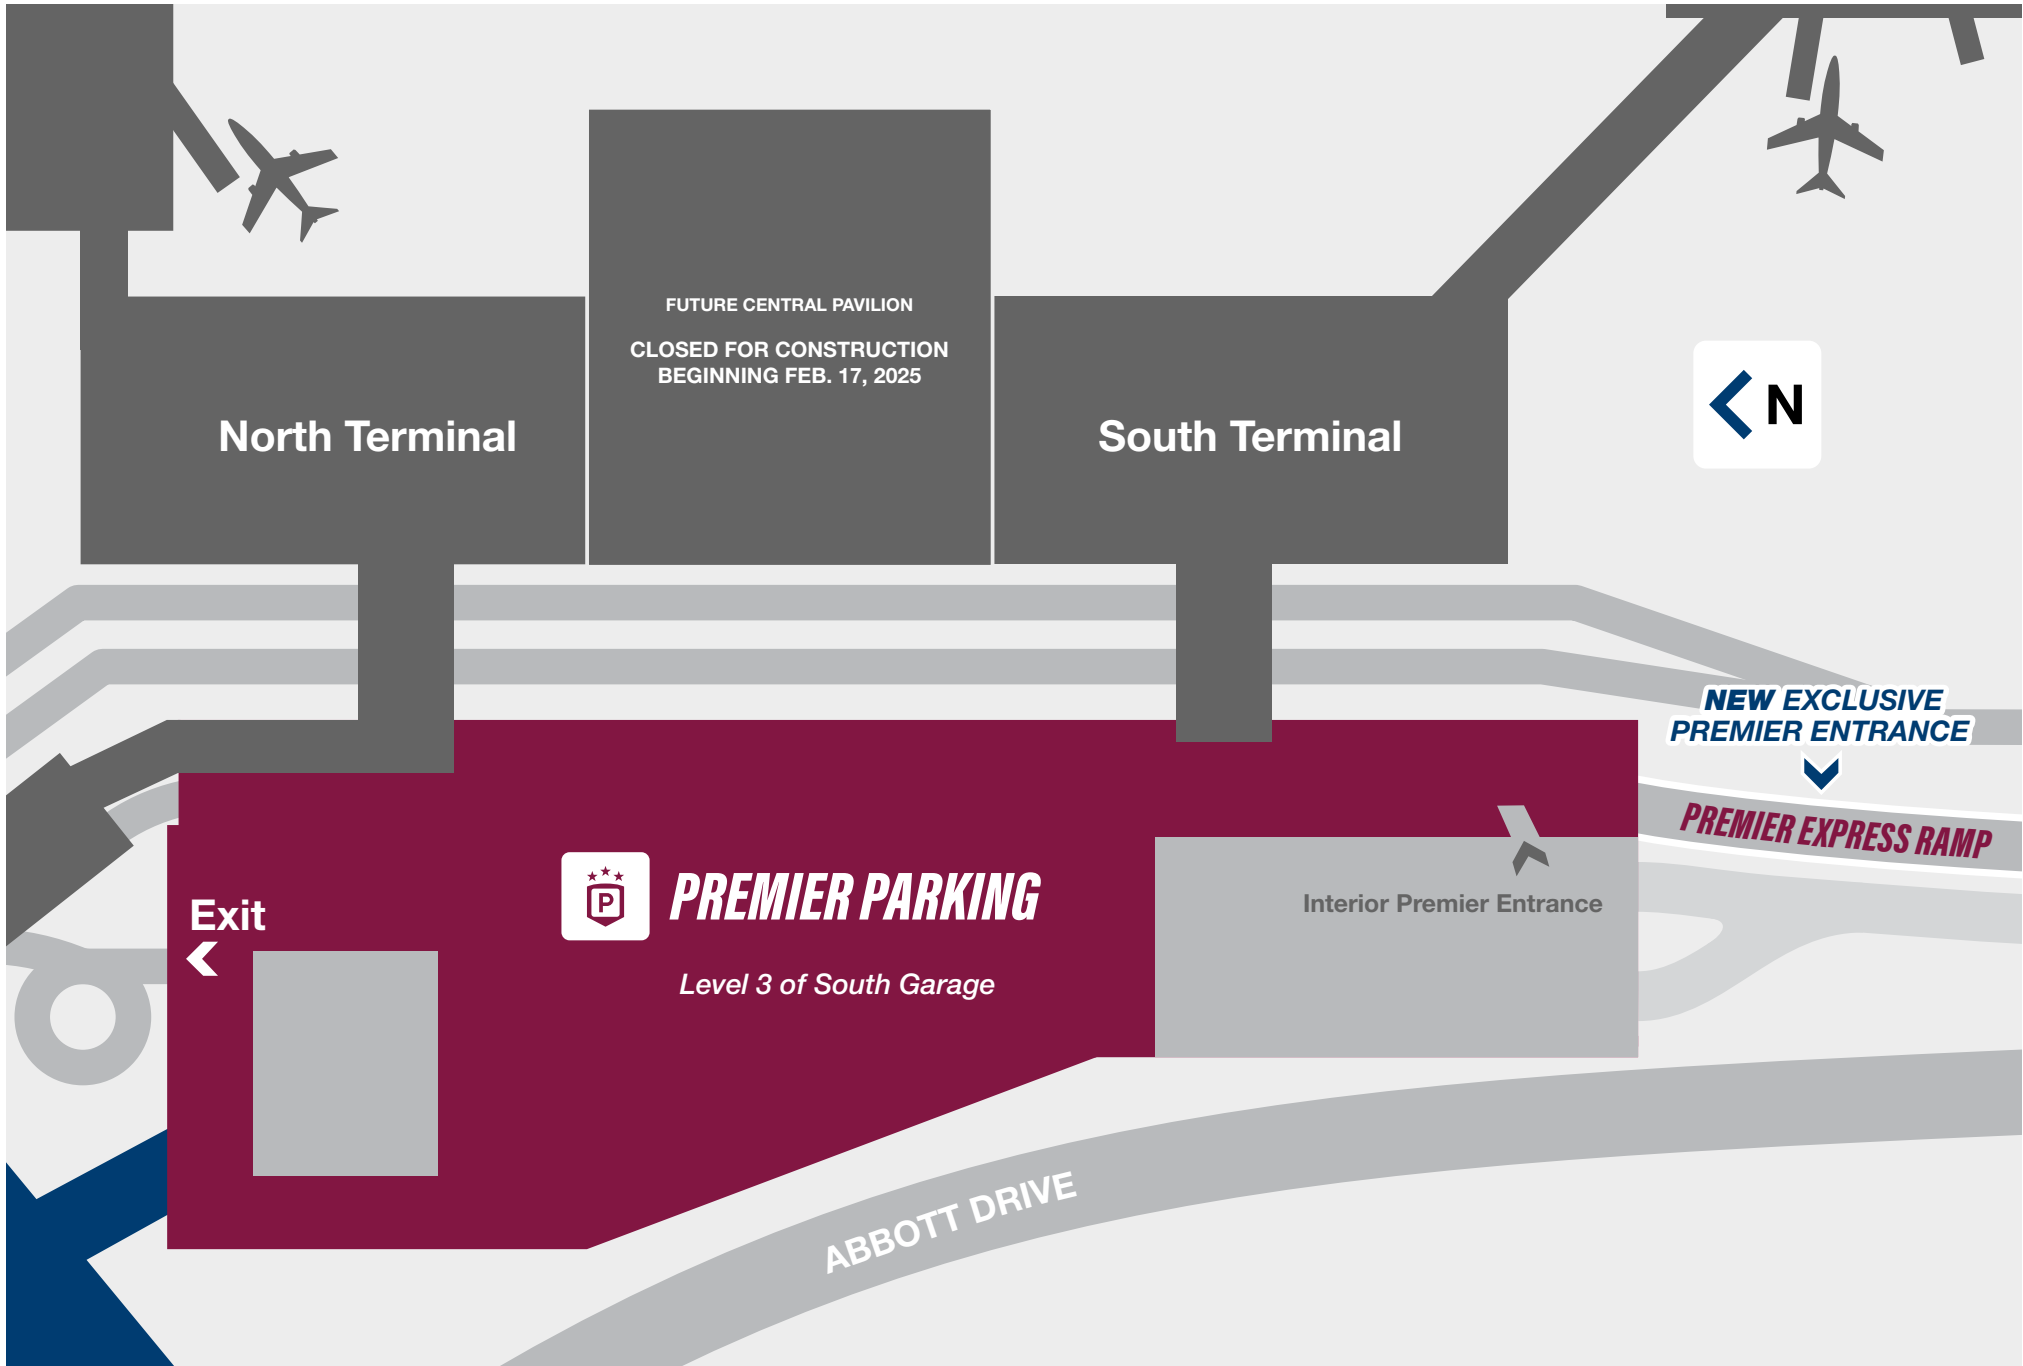 FUTURE CENTRAL PAVILION
CLOSED FOR CONSTRUCTION
BEGINNING FEB. 17, 2025
North Terminal
South Terminal
N
NEW EXCLUSIVE
PREMIER ENTRANCE
PREMIER EXPRESS RAMP
P
PREMIER PARKING
Level 3 of South Garage
Exit
Interior Premier Entrance
ABBOTT DRIVE